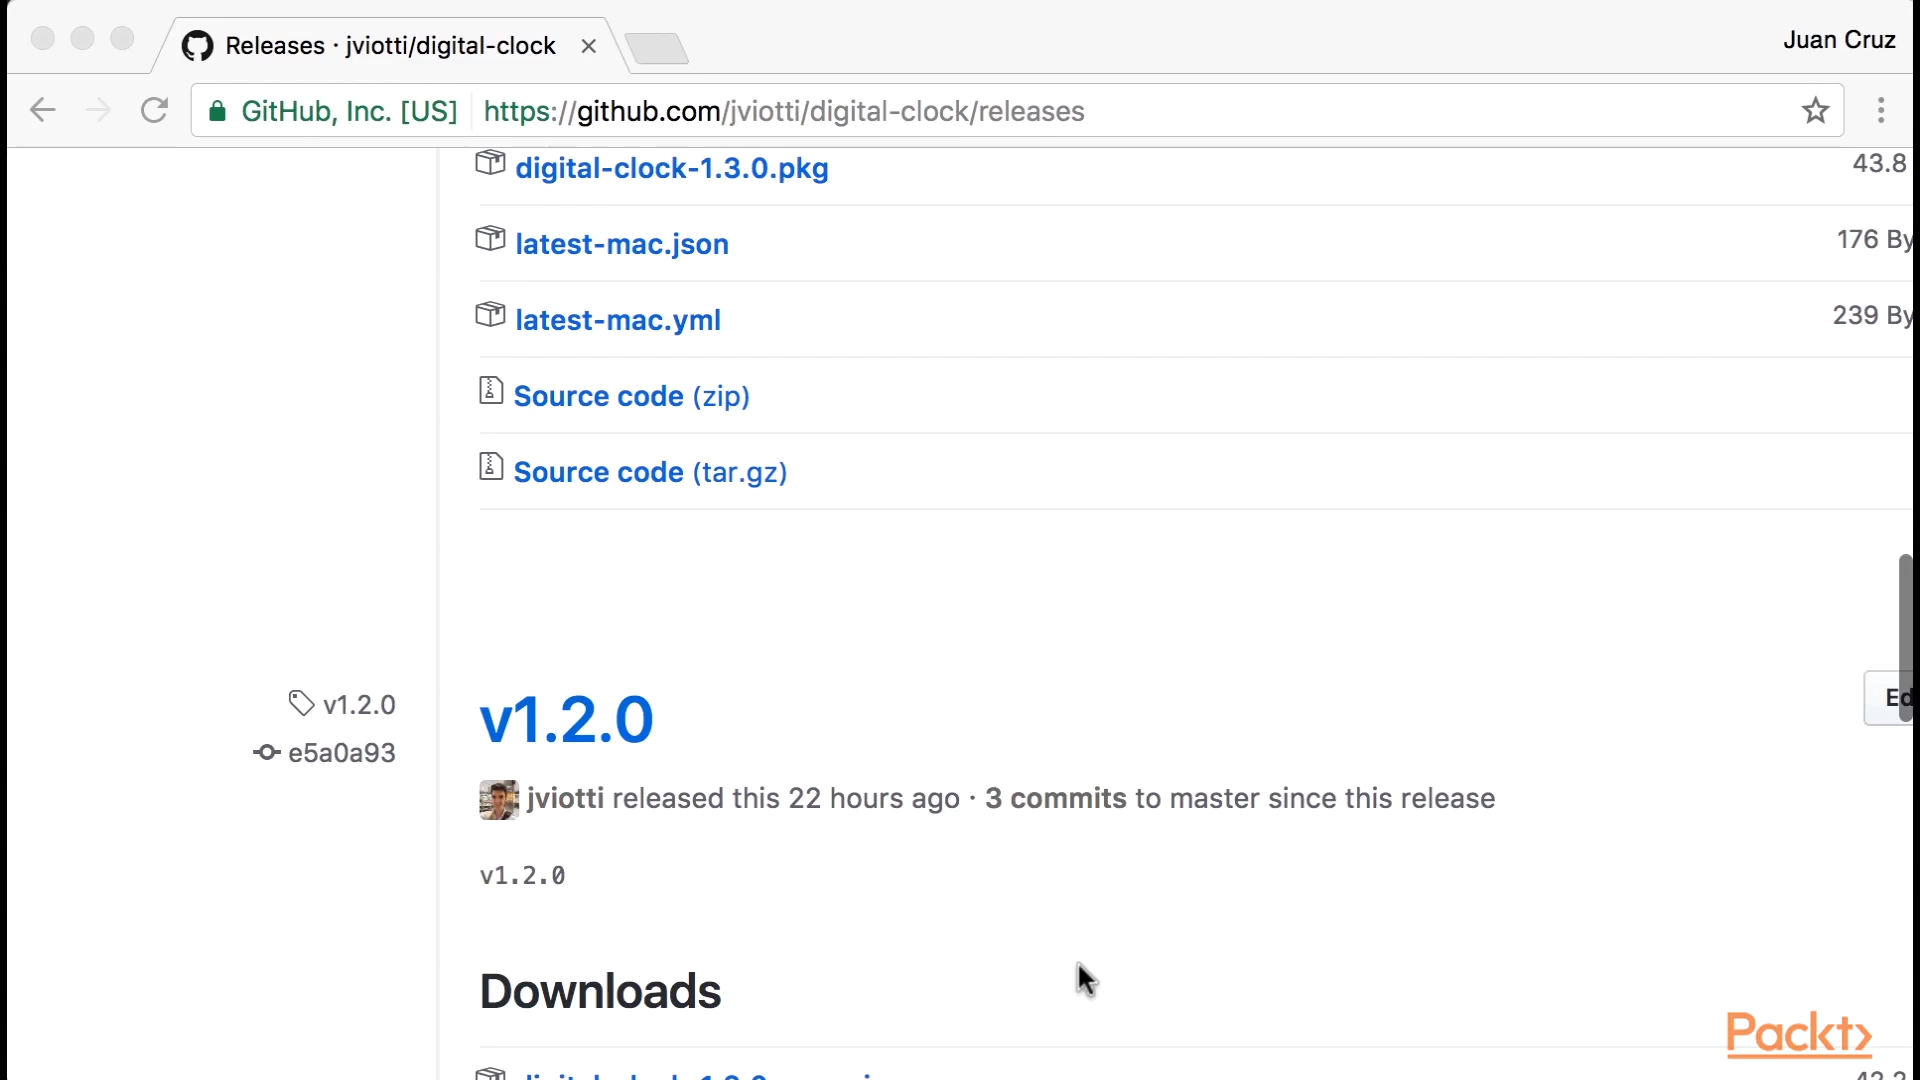 Releases · jviotti/digital-clock
Juan Cruz
GitHub, Inc. [US] https://github.com/jviotti/digital-clock/releases
digital-clock-1.3.0.pkg 43.8
latest-mac.json 176 By
latest-mac.yml 239 By
Source code (zip)
Source code (tar.gz)
v1.2.0 v1.2.0 Ed
e5a0a93
jviotti released this 22 hours ago · 3 commits to master since this release
v1.2.0
Downloads
Packt